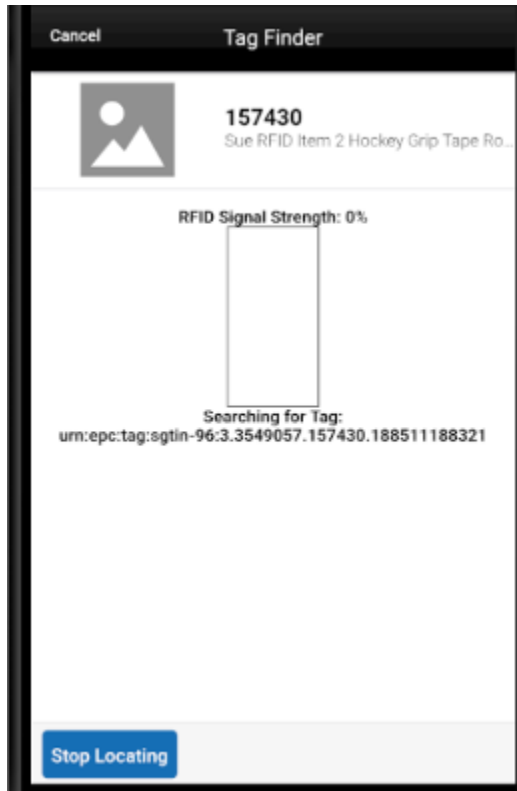 Cancel
Tag Finder
157430
Sue RFID Item 2 Hockey Grip Tape Ro...
RFID Signal Strength: 0%
Searching for Tag:
urn:epc:tag:sgtin-96:3.3549057.157430.188511188321
Stop Locating